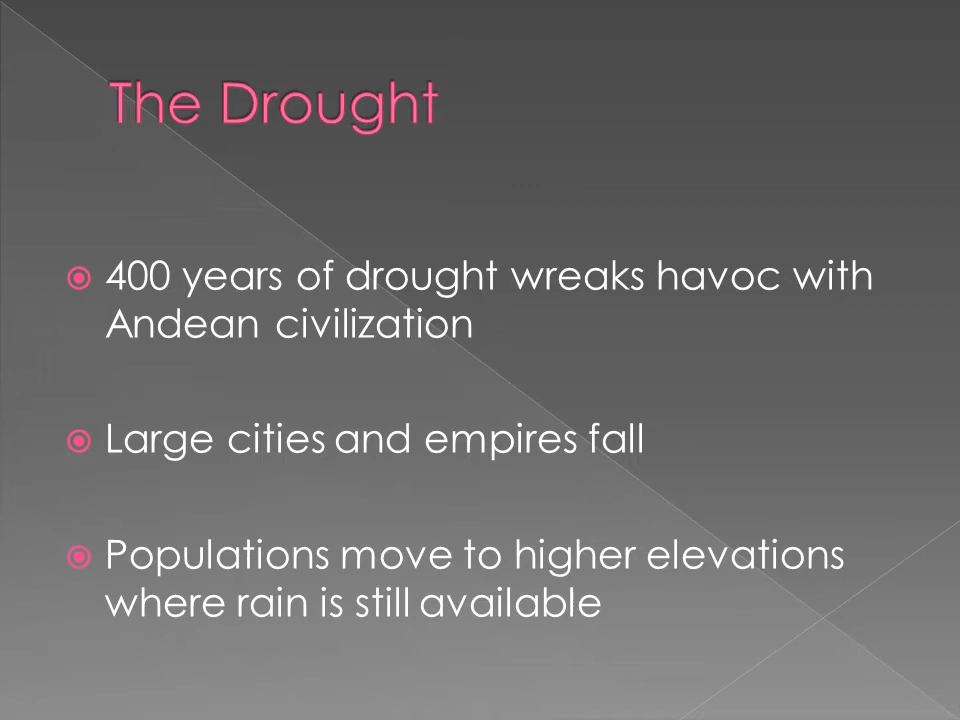 The Drought
400 years of drought wreaks havoc with
Andean civilization
Large cities and empires fall
Populations move to higher elevations
where rain is still available